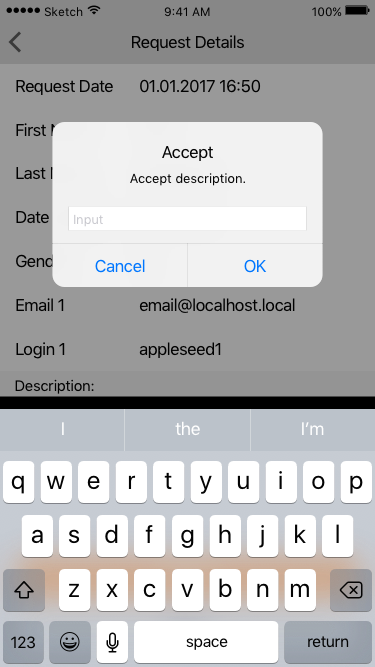 Sketch 9:41 AM 100%
Request Details
Request Date 01.01.2017 16:50
First
Accept
Accept description.
Last
Date
Input
Cancel OK
Email 1 email@localhost.local
Login 1 appleseed1
Description:
I the I'm
q w e r t y u i o p
a s d f g h j k l
z x c v b n m
123 space return